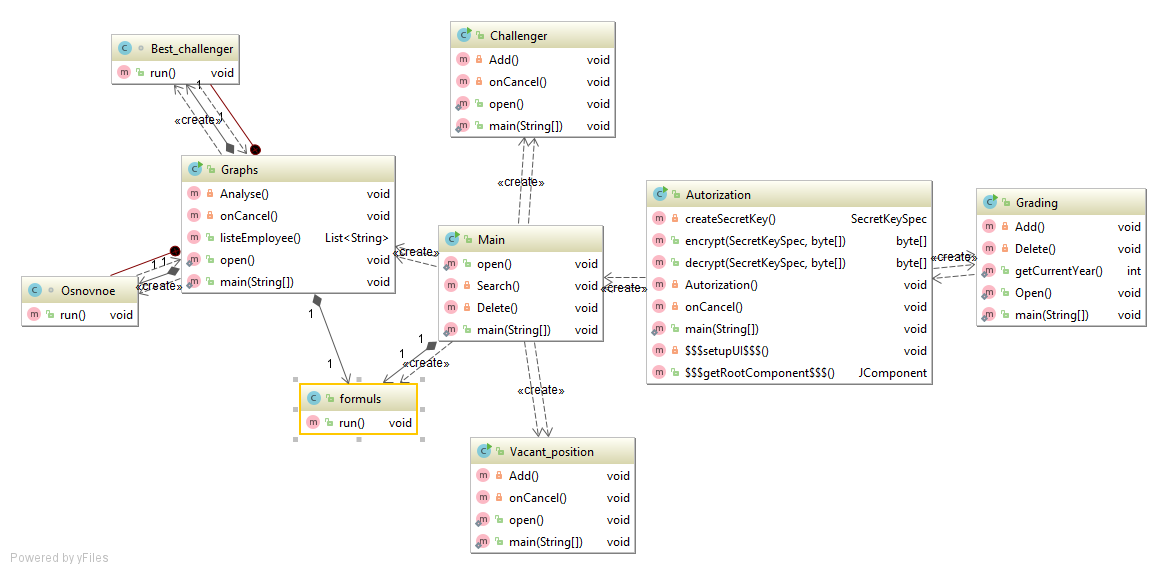 Best_challenger
run() void
1
1
«create»
Challenger
Add() void
onCancel() void
open() void
main(String[]) void
«create»
Graphs
Analyse() void
onCancel() void
listeEmployee() List<String>
open() void
main(String[]) void
Osnovnoe
run() void
1 1
«create»
«create»
Main
open() void
Search() void
Delete() void
main(String[]) void
«create»
Autorization
createSecretKey() SecretKeySpec
encrypt(SecretKeySpec, byte[]) byte[]
decrypt(SecretKeySpec, byte[]) byte[]
Autorization() void
onCancel() void
main(String[]) void
$$$setupUI$$$() void
$$$getRootComponent$$$() JComponent
«create»
Grading
Add() void
Delete() void
getCurrentYear() int
Open() void
main(String[]) void
1
1
1
1
«create»
formuls
run() void
«create»
Vacant_position
Add() void
onCancel() void
open() void
main(String[]) void
Powered by yFiles